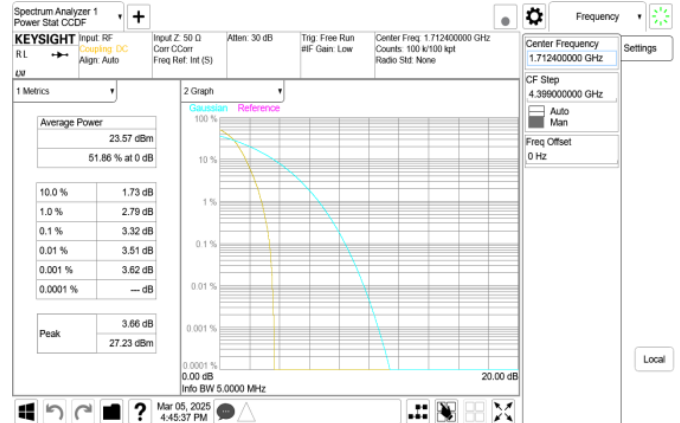 Spectrum Analyzer 1
Power Stat CCDF
Frequency
KEYSIGHT
Input: RF
Coupling: DC
Align: Auto
Input Z: 50 Ω
Corr CCorr
Freq Ref: Int (S)
Atten: 30 dB
Trig: Free Run
#IF Gain: Low
Center Freq: 1.712400000 GHz
Counts: 100 k/100 kpt
Radio Std: None
RL
Center Frequency
1.712400000 GHz
Settings
CF Step
4.399000000 GHz
Auto
Man
Freq Offset
0 Hz
1 Metrics
2 Graph
Gaussian Reference
Average Power
23.57 dBm
51.86 % at 0 dB
10.0 % 1.73 dB
1.0 % 2.79 dB
0.1 % 3.32 dB
0.01 % 3.51 dB
0.001 % 3.62 dB
0.0001 % --- dB
Peak
3.66 dB
27.23 dBm
100 %
10 %
1 %
0.1 %
0.01 %
0.001 %
0.0001 %
0.00 dB 20.00 dB
Info BW 5.0000 MHz
Local
? Mar 05, 2025
4:45:37 PM